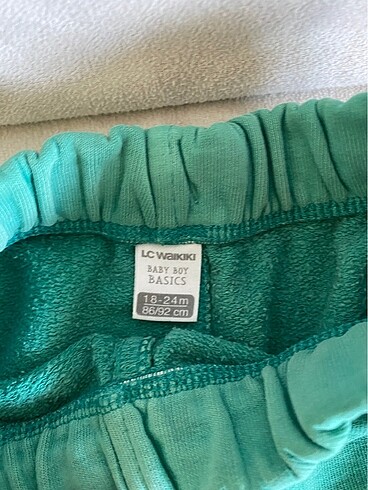 LC WAIKIKI
BABY BOY
BASICS
18-24m
86/92 cm